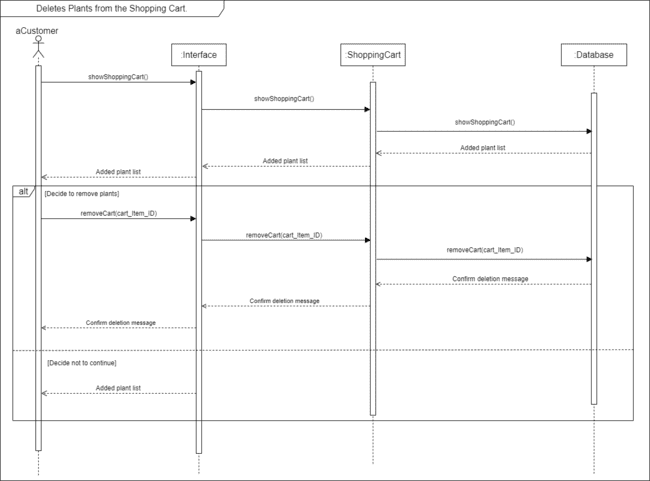 Deletes Plants from the Shopping Cart.
aCustomer
:Interface
:ShoppingCart
:Database
showShoppingCart()
showShoppingCart()
showShoppingCart()
Added plant list
Added plant list
Added plant list
alt
[Decide to remove plants]
removeCart(cart_Item_ID)
removeCart(cart_Item_ID)
removeCart(cart_Item_ID)
Confirm deletion message
Confirm deletion message
Confirm deletion message
[Decide not to continue]
Added plant list